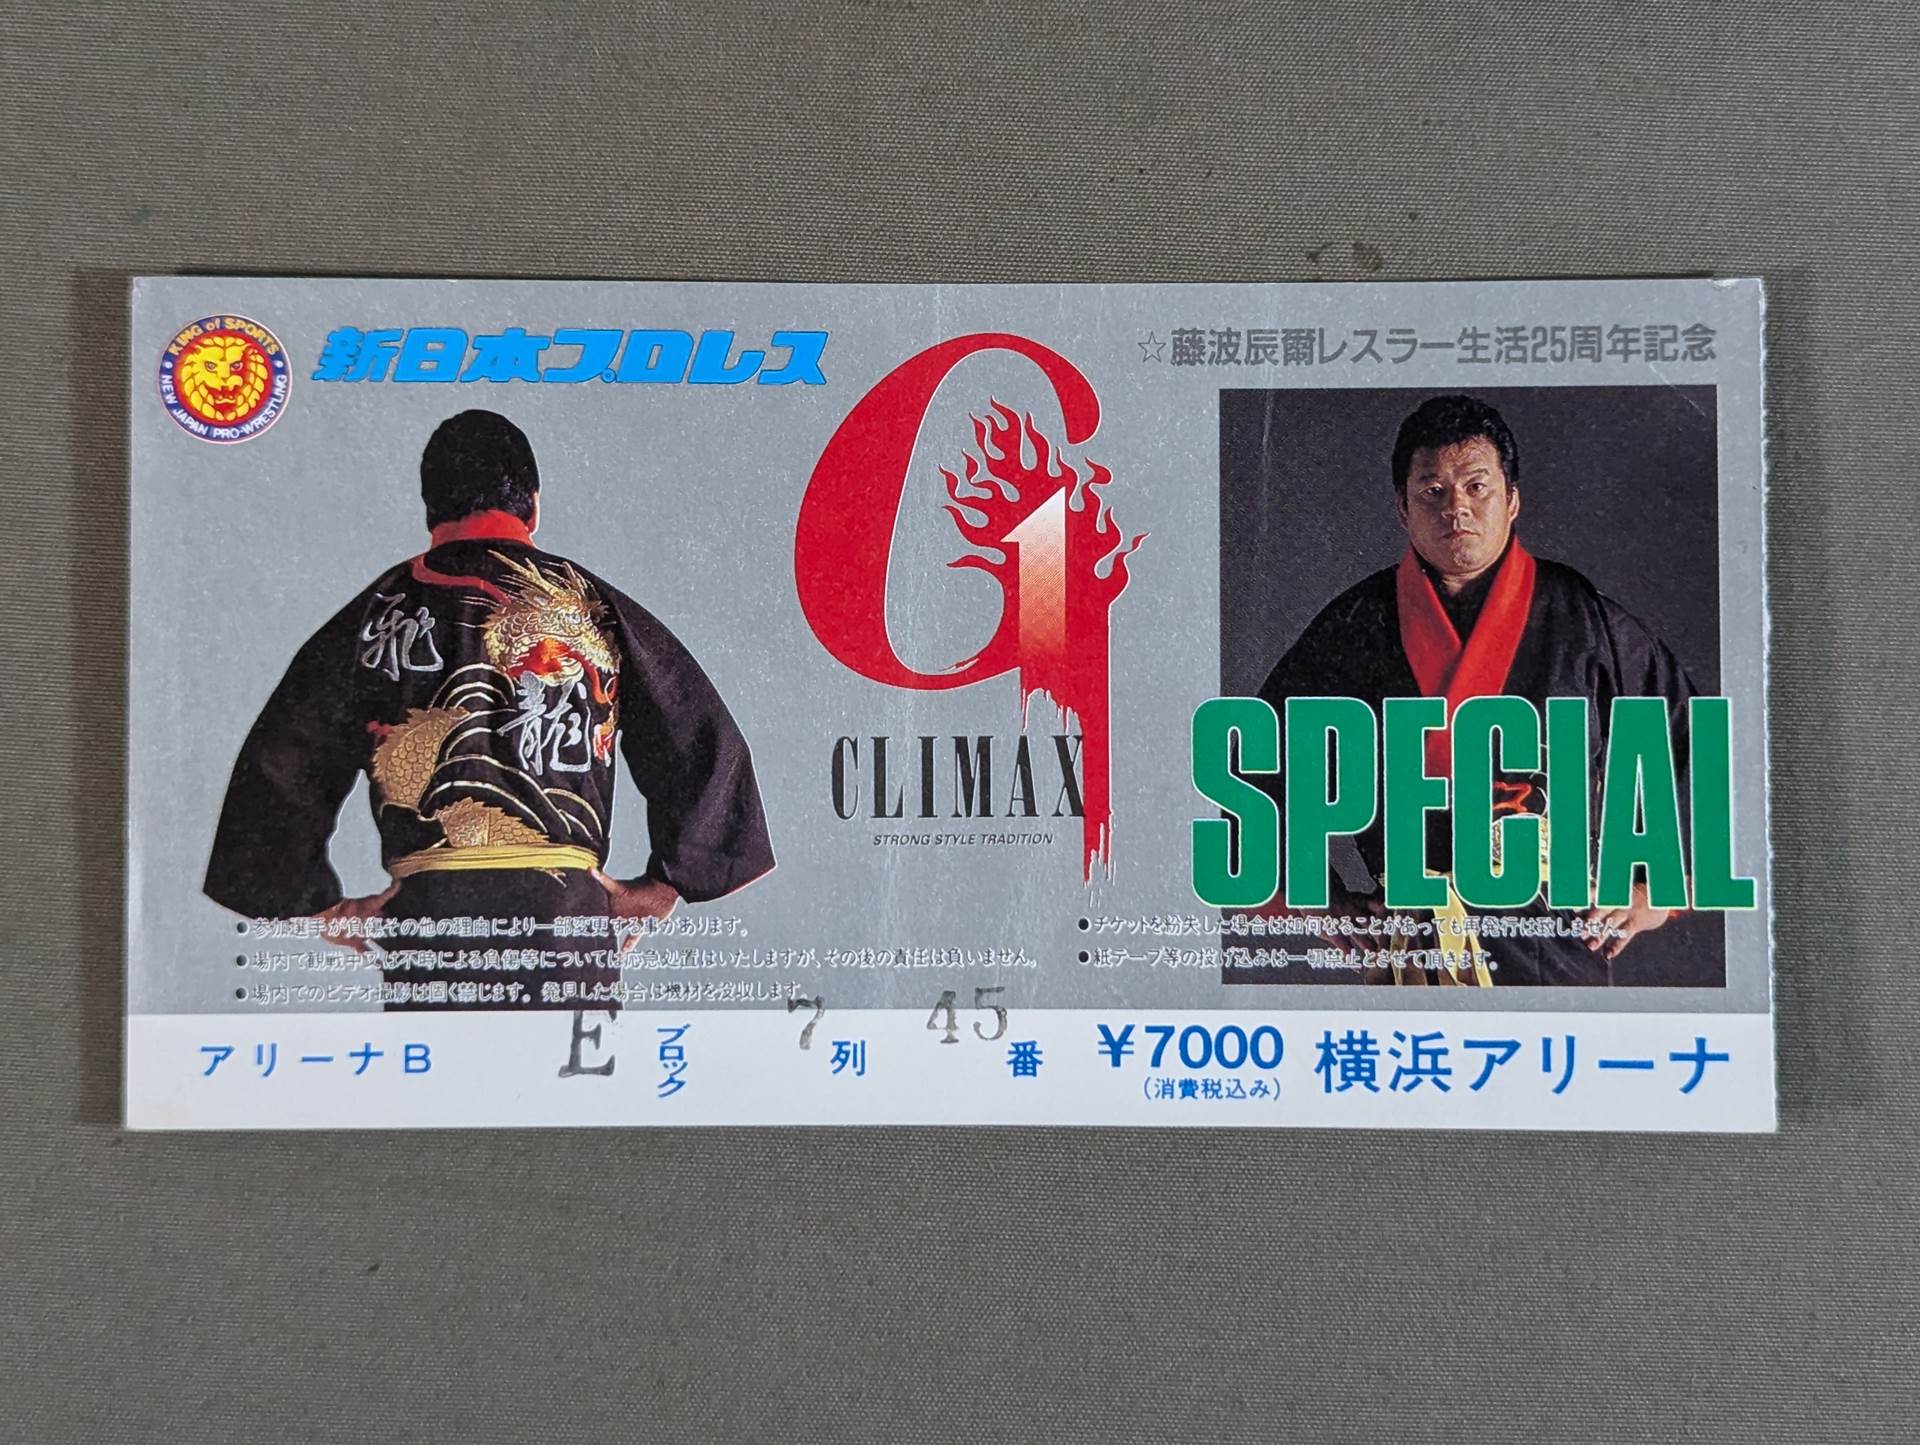 KING of SPORTS
NEW JAPAN PRO-WRESTLING
新日本プロレス
☆藤波辰爾レスラー生活25周年記念
飛
龍
G1
CLIMAX
STRONG STYLE TRADITION
SPECIAL
●参加選手が負傷その他の理由により一部変更する事があります。
●場内で観戦中又は不時による負傷等については応急処置はいたしますが、その後の責任は負いません。
●場内でのビデオ撮影は固く禁じます。発見した場合は機材を没収します。
●チケットを紛失した場合は如何なることがあっても再発行は致しません。
●紙テープ等の投げ込みは一切禁止とさせて頂きます。
アリーナB E ブロック 7 列 45 番 ¥7000 横浜アリーナ
(消費税込み)